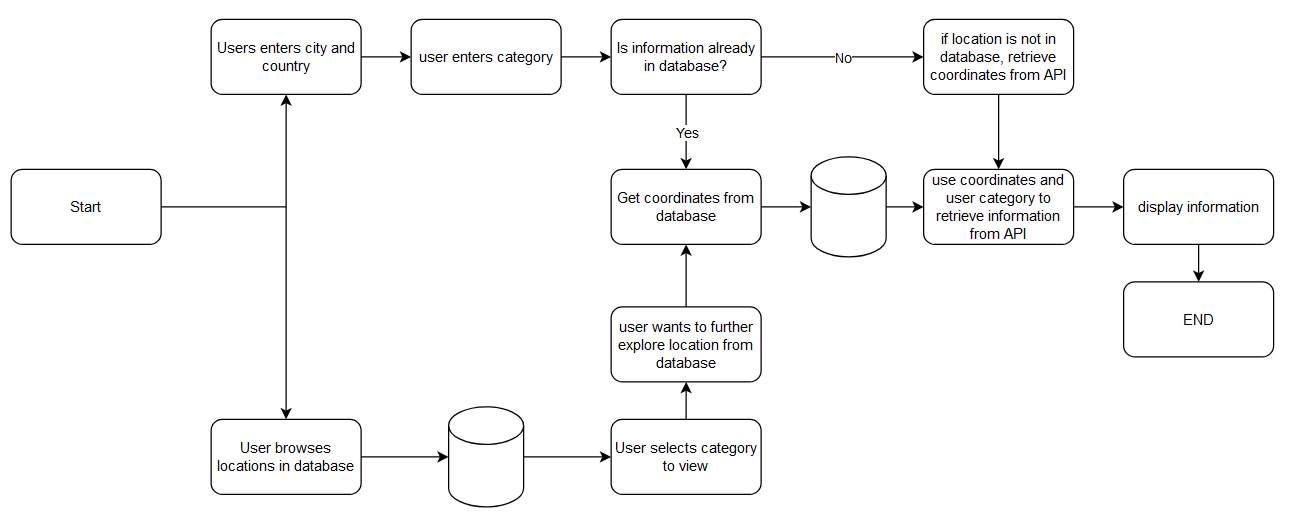 Users enters city and
country
user enters category
Is information already
in database?
No
if location is not in
database, retrieve
coordinates from API
Yes
Start
Get coordinates from
database
use coordinates and
user category to
retrieve information
from API
display information
user wants to further
explore location from
database
END
User browses
locations in database
User selects category
to view